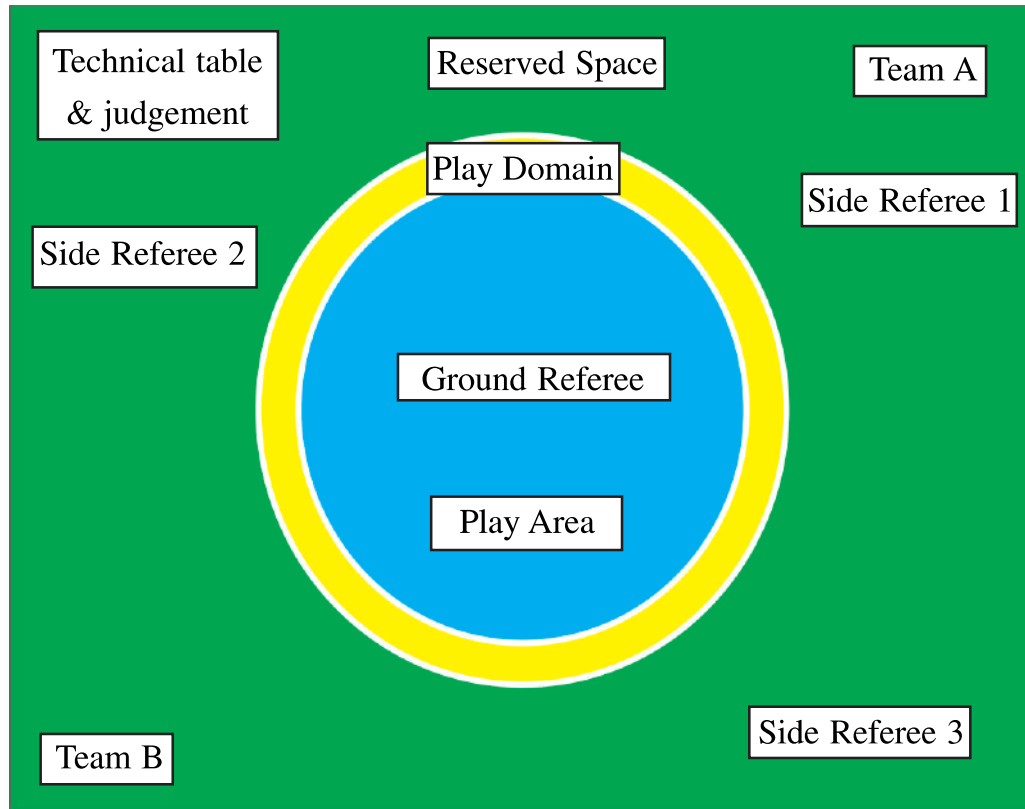 Technical table
& judgement
Reserved Space
Team A
Play Domain
Side Referee 1
Side Referee 2
Ground Referee
Play Area
Side Referee 3
Team B